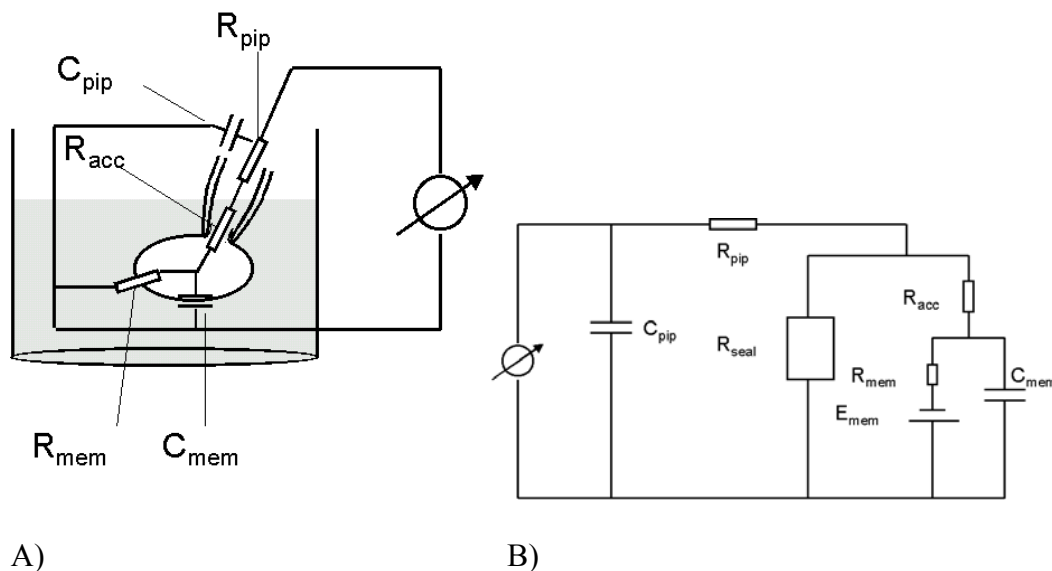 R_pip
C_pip
R_acc
R_mem
C_mem
A)
R_pip
R_acc
C_pip
R_seal
R_mem
C_mem
E_mem
B)